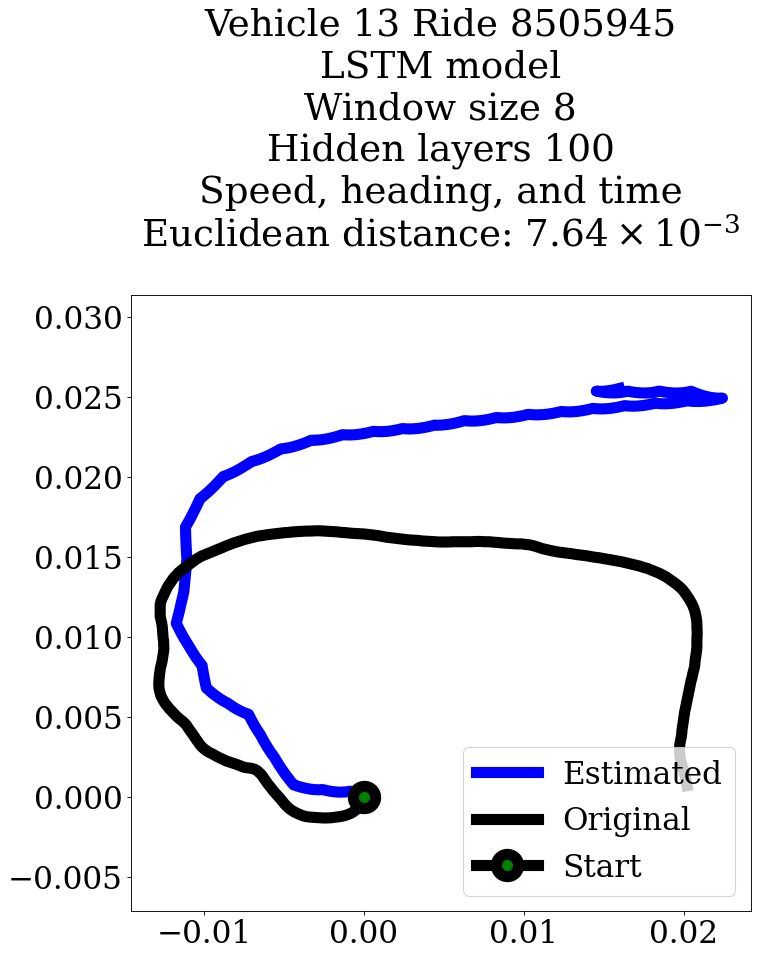 Vehicle 13 Ride 8505945
LSTM model
Window size 8
Hidden layers 100
Speed, heading, and time
Euclidean distance: 7.64 × 10⁻³
0.030
0.025
0.020
0.015
0.010
0.005
0.000
−0.005
Estimated
Original
Start
−0.01 0.00 0.01 0.02